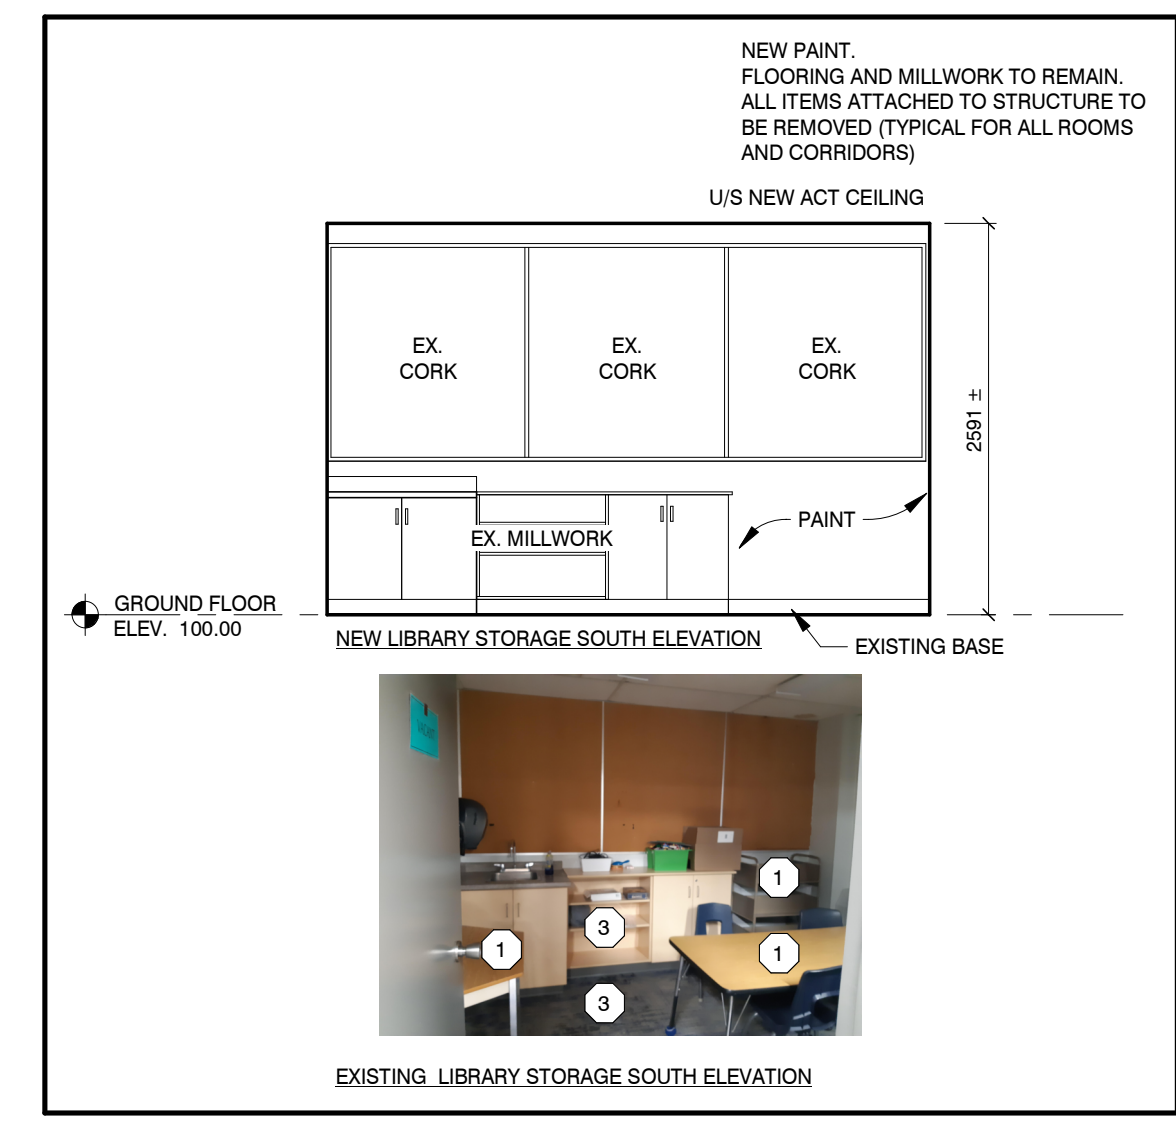 NEW PAINT.
FLOORING AND MILLWORK TO REMAIN.
ALL ITEMS ATTACHED TO STRUCTURE TO
BE REMOVED (TYPICAL FOR ALL ROOMS
AND CORRIDORS)
U/S NEW ACT CEILING
EX.
CORK
EX.
CORK
EX.
CORK
2591 ±
PAINT
EX. MILLWORK
GROUND FLOOR
ELEV. 100.00
NEW LIBRARY STORAGE SOUTH ELEVATION
EXISTING BASE
1
3
1
1
3
EXISTING LIBRARY STORAGE SOUTH ELEVATION